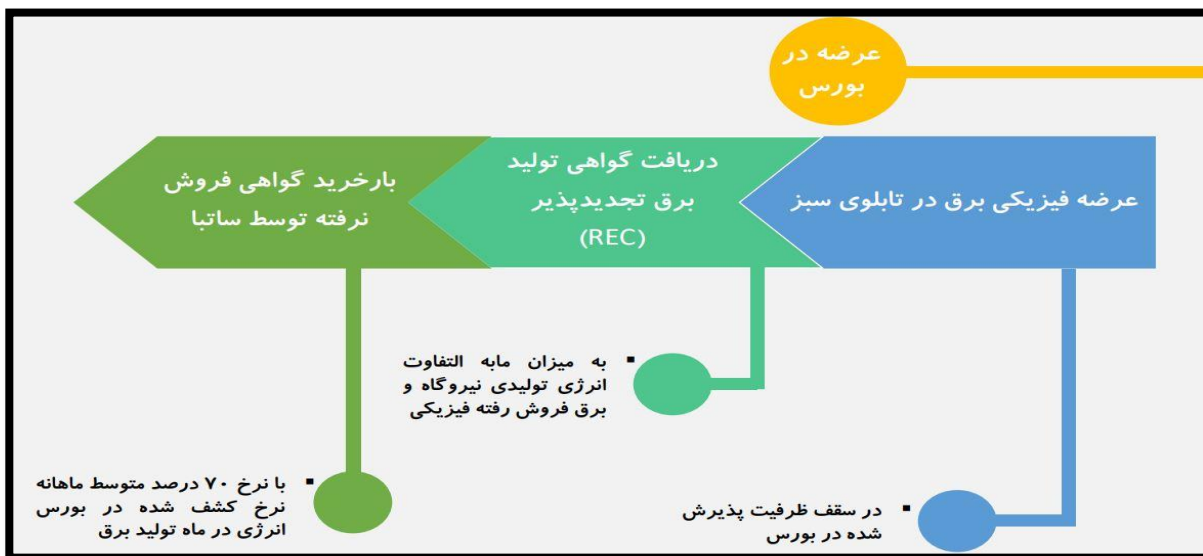 عرضه در
بورس
عرضه فیزیکی برق در تابلوی سبز
دریافت گواهی تولید
برق تجدیدپذیر
(REC)
بارخرید گواهی فروش
نرفته توسط ساتبا
▪ به میزان مابه التفاوت
انرژی تولیدی نیروگاه و
برق فروش رفته فیزیکی
▪ با نرخ ۷۰ درصد متوسط ماهانه
نرخ کشف شده در بورس
انرژی در ماه تولید برق
▪ در سقف ظرفیت پذیرش
شده در بورس